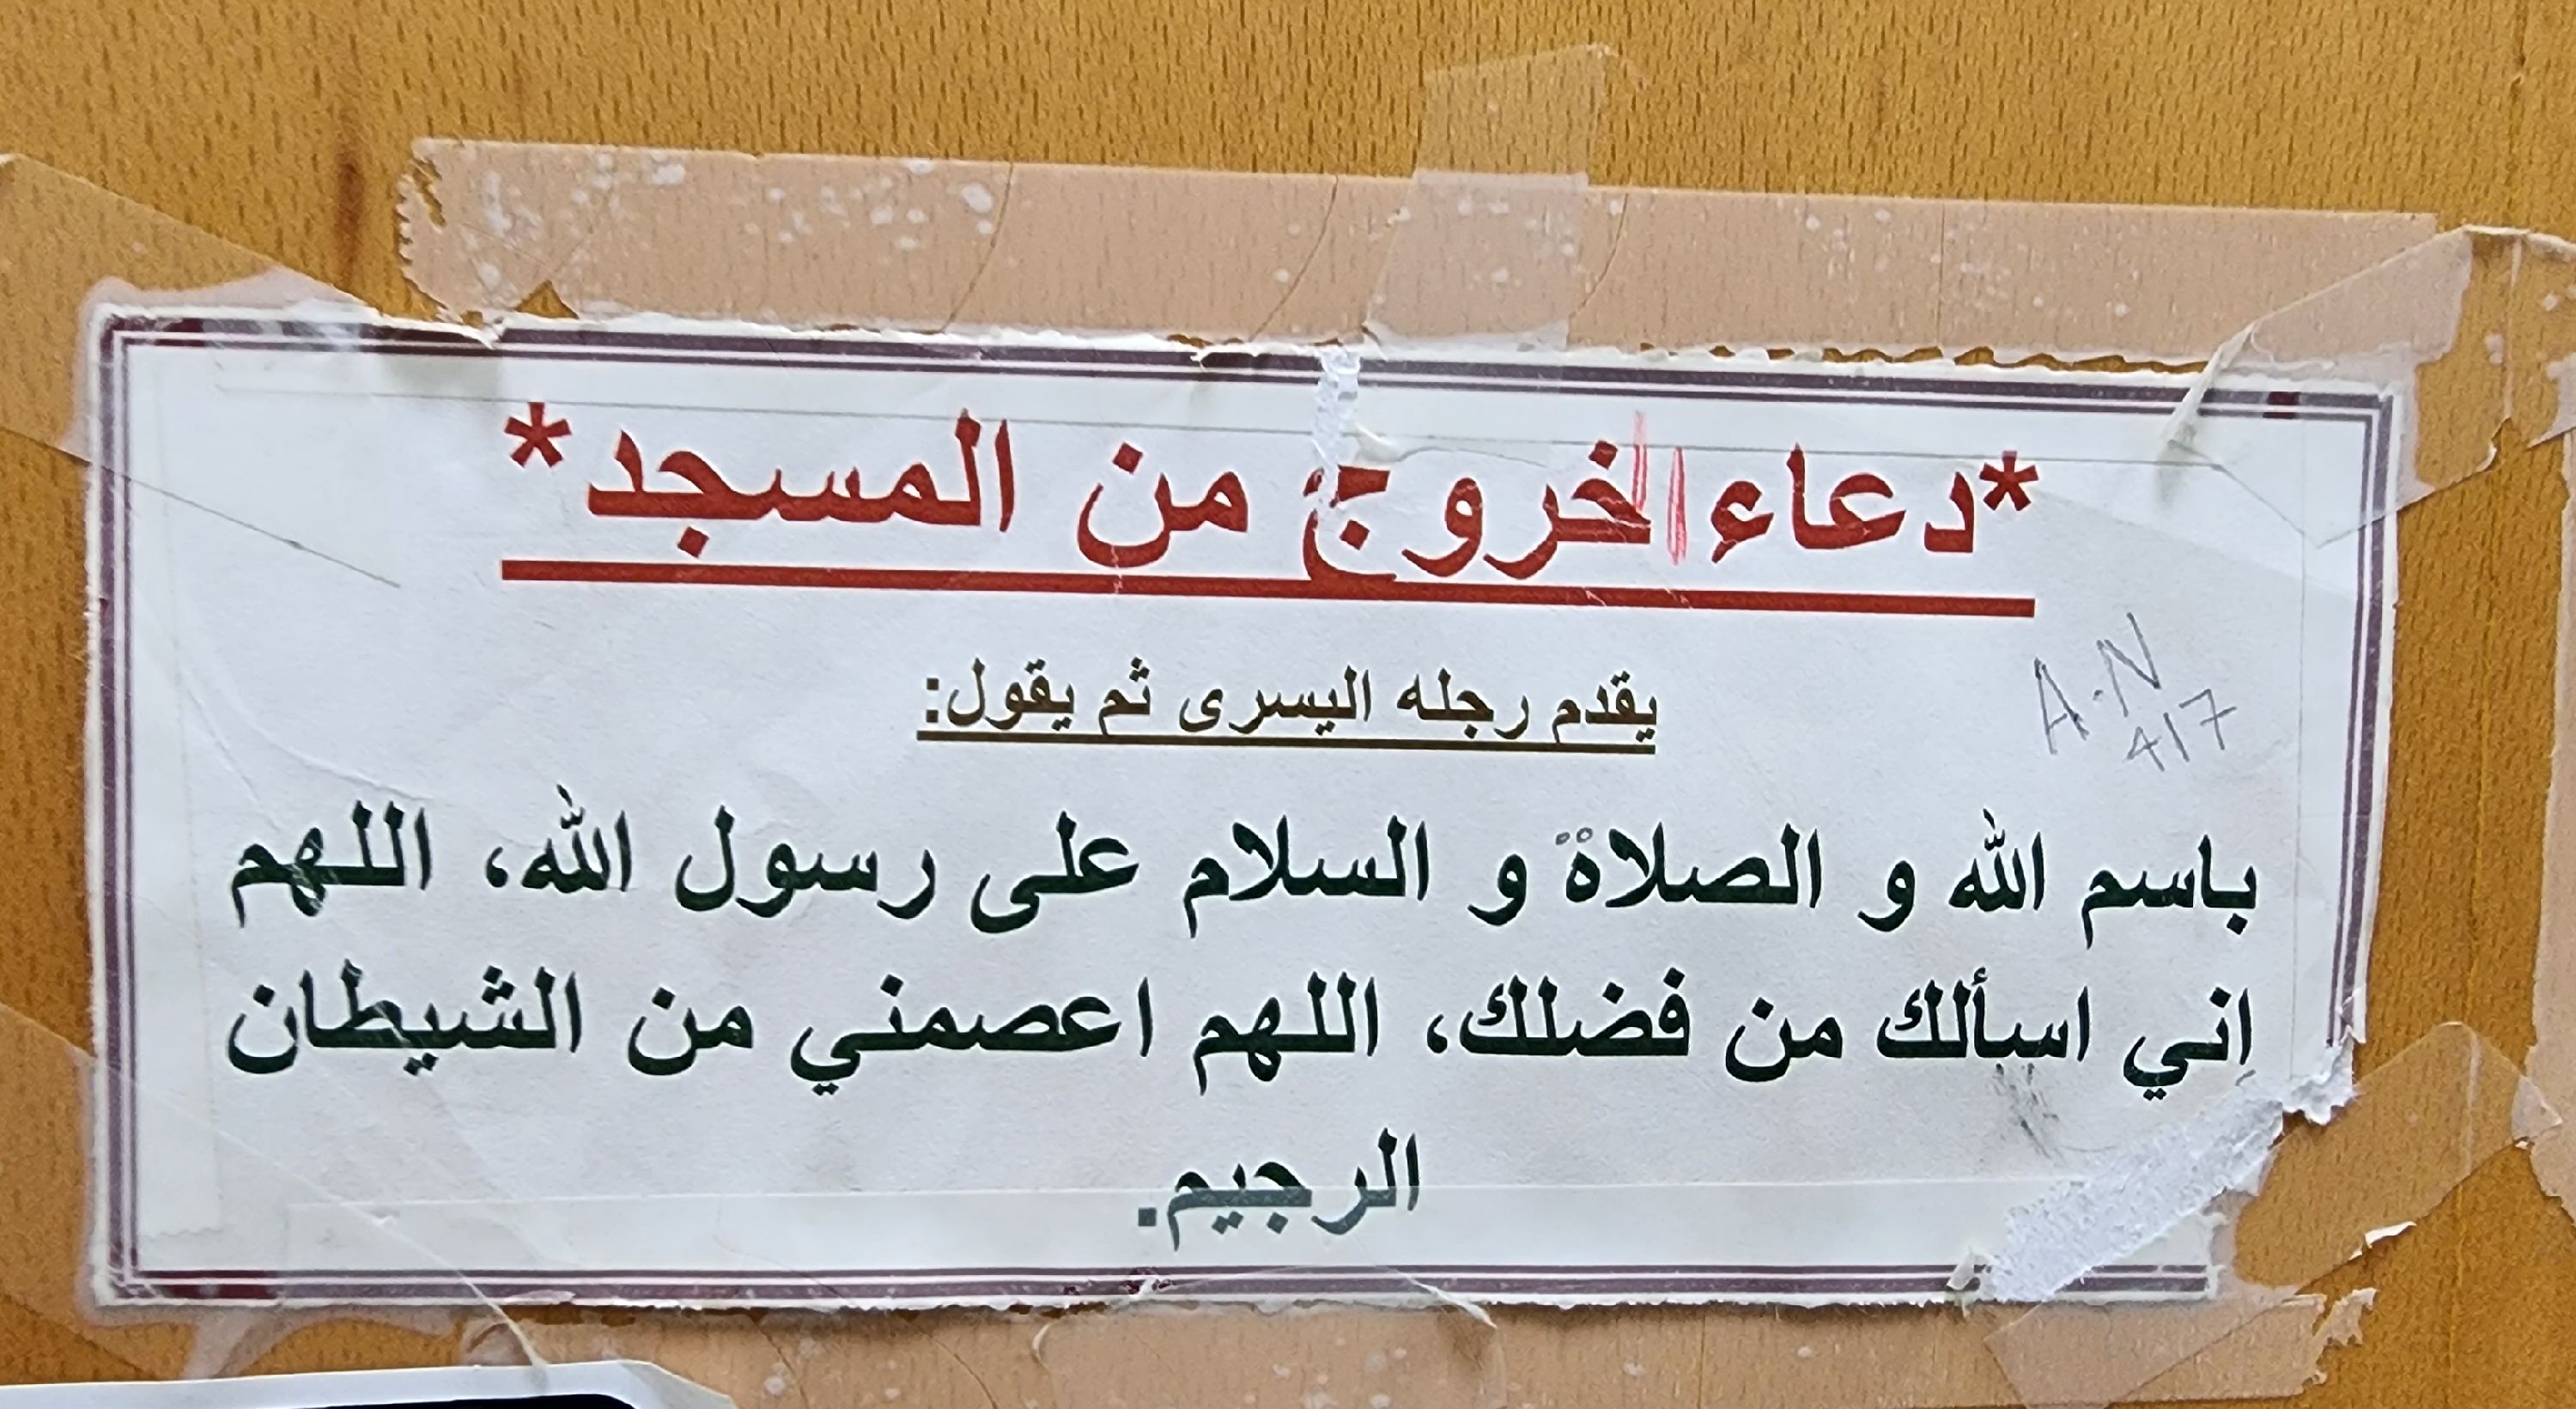 *دعاء الخروج من المسجد*
يقدم رجله اليسرى ثم يقول:
A.N
417
باسم الله و الصلاة و السلام على رسول الله، اللهم
إني اسألك من فضلك، اللهم اعصمني من الشيطان
الرجيم.